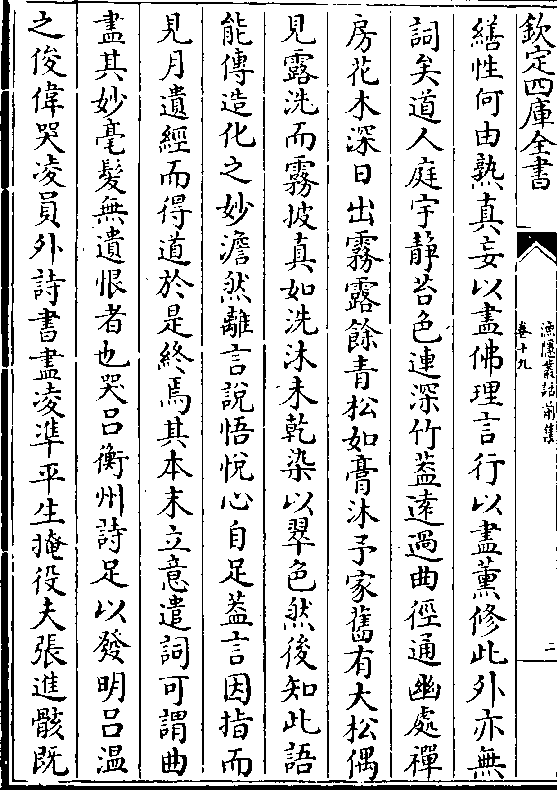 欽定四庫全書
漁隱叢話前集
卷十九
二
繕性何由熟真妄以盡佛理言行以盡薰修此外亦無
詞矣道人庭宇靜苔色連深竹蓋遠過曲徑通幽處禪
房花木深日出霧露餘青松如膏沐予家舊有大松偶
見露洗而霧披真如洗沐未乾染以翠色然後知此語
能傳造化之妙澹然離言說悟悅心自足蓋言因指而
見月遺經而得道於是終焉其本末立意遣詞可謂曲
盡其妙毫髮無遺恨者也哭呂衡州詩足以發明呂溫
之俊偉哭凌員外詩書盡凌準平生掩役夫張進骸既